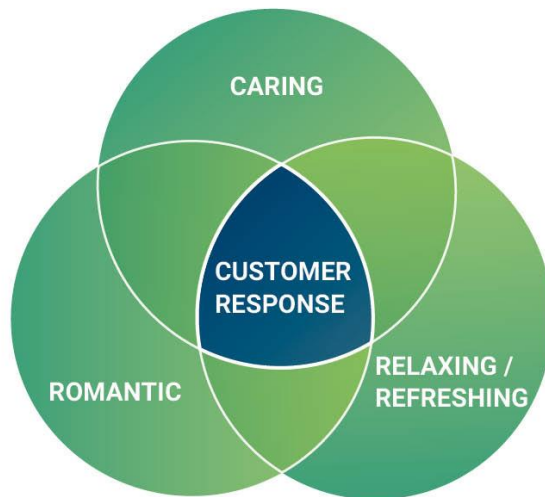 CARING
CUSTOMER
RESPONSE
ROMANTIC
RELAXING /
REFRESHING